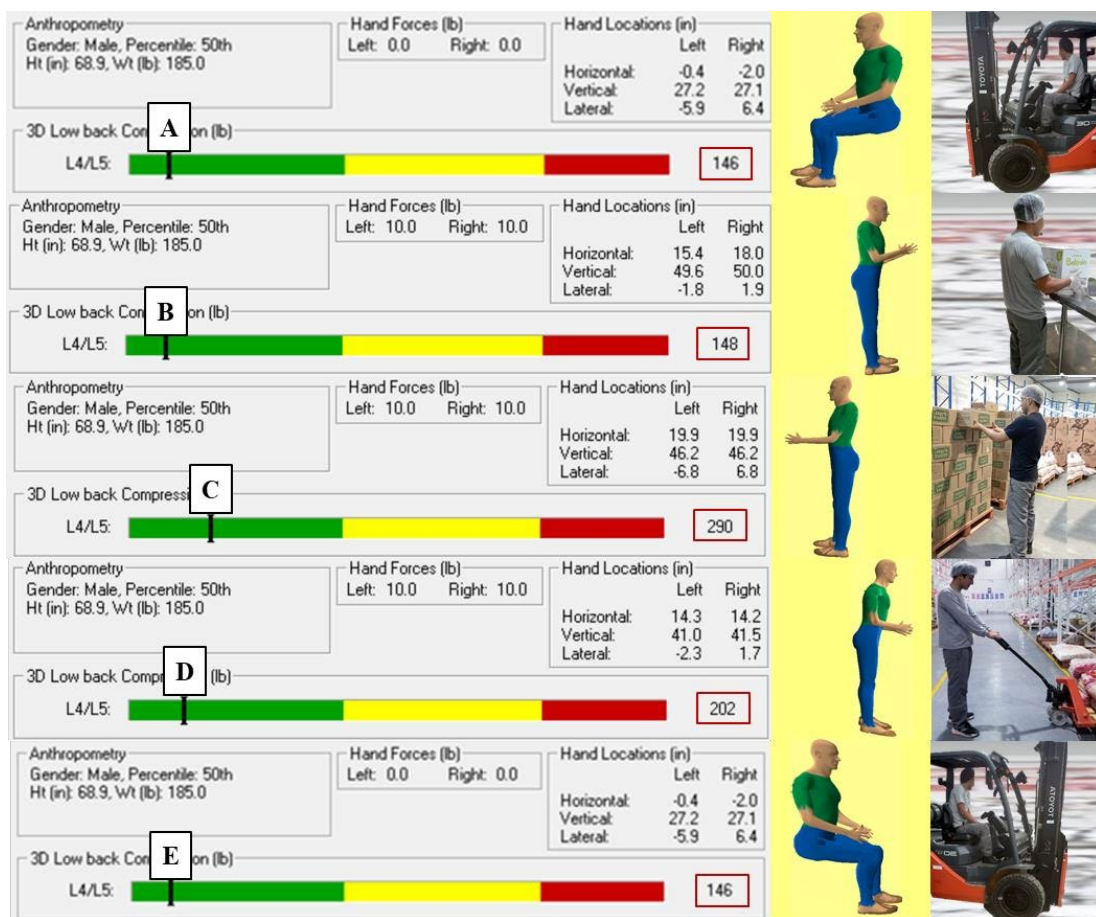 Anthropometry
Gender: Male, Percentile: 50th
Ht (in): 68.9, Wt (lb): 185.0
Hand Forces (lb)
Left: 0.0 Right: 0.0
Hand Locations (in)
Left Right
Horizontal: -0.4 -2.0
Vertical: 27.2 27.1
Lateral: -5.9 6.4
3D Low back (lb)
A
L4/L5: 146
TOYOTA
30
Anthropometry
Gender: Male, Percentile: 50th
Ht (in): 68.9, Wt (lb): 185.0
Hand Forces (lb)
Left: 10.0 Right: 10.0
Hand Locations (in)
Left Right
Horizontal: 15.4 18.0
Vertical: 49.6 50.0
Lateral: -1.8 1.9
3D Low back (lb)
B
L4/L5: 148
Anthropometry
Gender: Male, Percentile: 50th
Ht (in): 68.9, Wt (lb): 185.0
Hand Forces (lb)
Left: 10.0 Right: 10.0
Hand Locations (in)
Left Right
Horizontal: 19.9 19.9
Vertical: 46.2 46.2
Lateral: -6.8 6.8
3D Low back
C
L4/L5: 290
Anthropometry
Gender: Male, Percentile: 50th
Ht (in): 68.9, Wt (lb): 185.0
Hand Forces (lb)
Left: 10.0 Right: 10.0
Hand Locations (in)
Left Right
Horizontal: 14.3 14.2
Vertical: 41.0 41.5
Lateral: -2.3 1.7
3D Low back (lb)
D
L4/L5: 202
Anthropometry
Gender: Male, Percentile: 50th
Ht (in): 68.9, Wt (lb): 185.0
Hand Forces (lb)
Left: 0.0 Right: 0.0
Hand Locations (in)
Left Right
Horizontal: -0.4 -2.0
Vertical: 27.2 27.1
Lateral: -5.9 6.4
3D Low back (lb)
E
L4/L5: 146